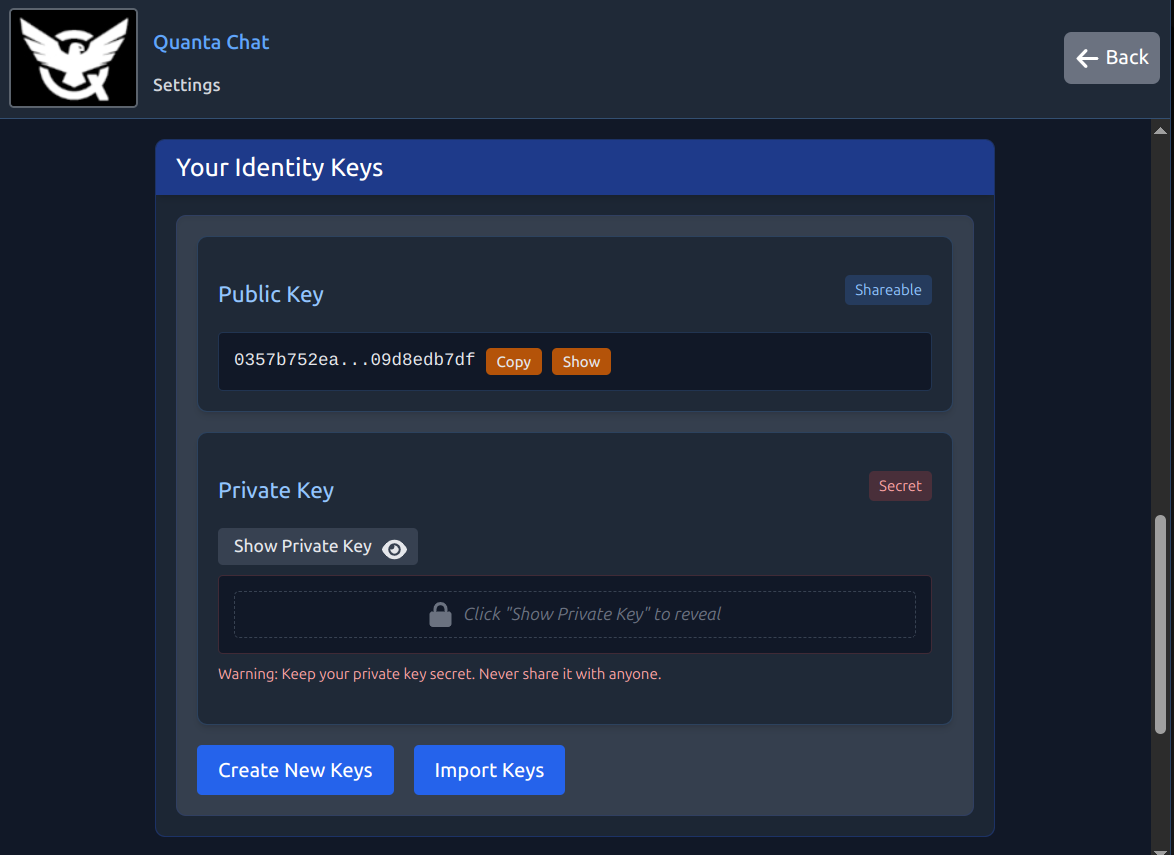 Quanta Chat
Settings
Back
Your Identity Keys
Public Key
Shareable
0357b752ea...09d8edb7df Copy Show
Private Key
Secret
Show Private Key
Click "Show Private Key" to reveal
Warning: Keep your private key secret. Never share it with anyone.
Create New Keys Import Keys